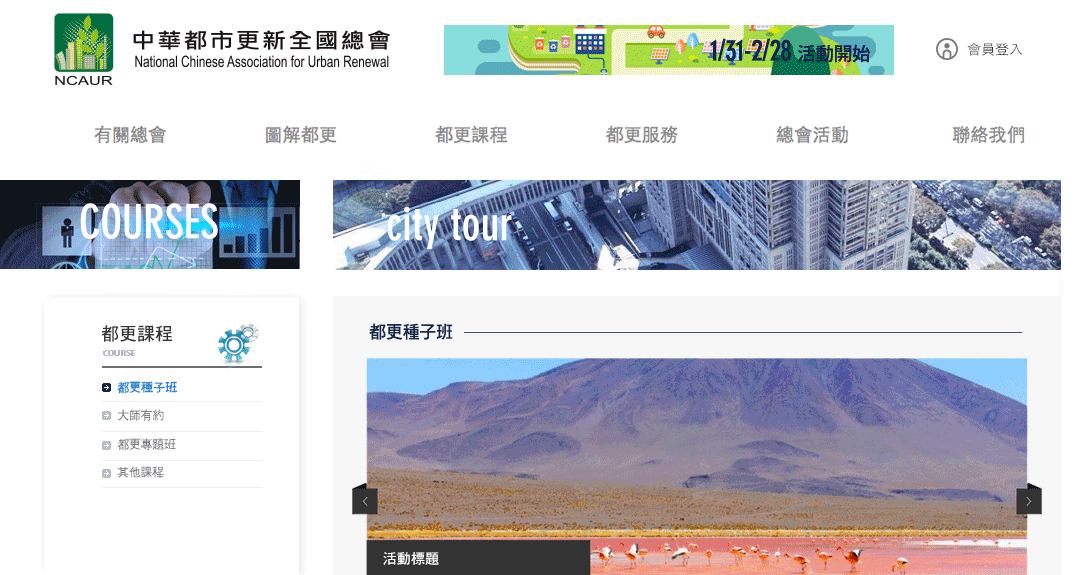 中華都市更新全國總會
National Chinese Association for Urban Renewal
NCAUR
1/31-2/28 活動開始
會員登入
有關總會
圖解都更
都更課程
都更服務
總會活動
聯絡我們
COURSES
city tour
都更課程
COURSE
都更種子班
大師有約
都更專題班
其他課程
都更種子班
活動標題